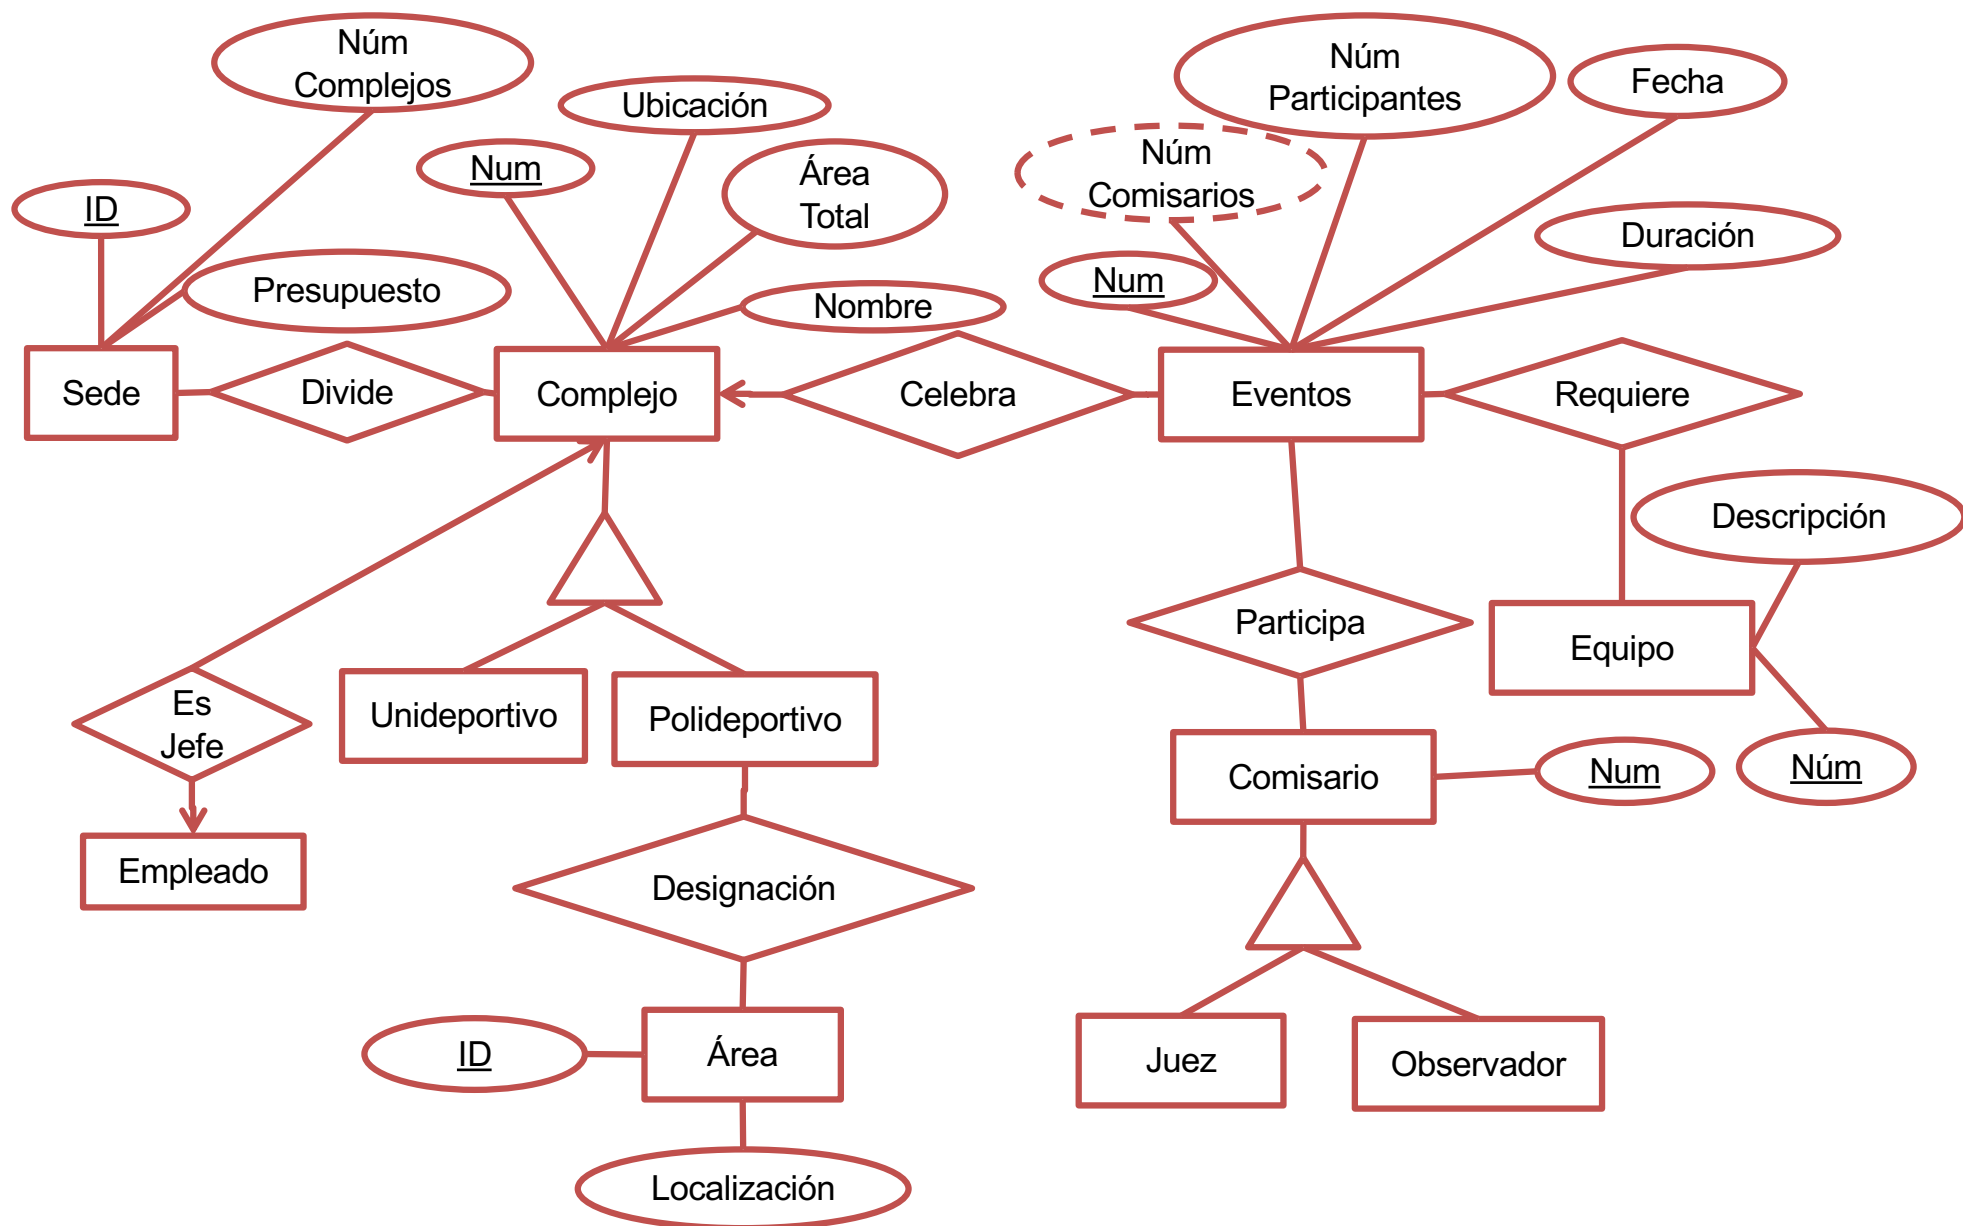 Núm
Complejos
Ubicación
Núm
Participantes
Fecha
Num
Área
Total
Núm
Comisarios
ID
Presupuesto
Nombre
Num
Duración
Sede
Divide
Complejo
Celebra
Eventos
Requiere
Descripción
Participa
Equipo
Es
Jefe
Unideportivo
Polideportivo
Comisario
Num
Núm
Empleado
Designación
ID
Área
Juez
Observador
Localización